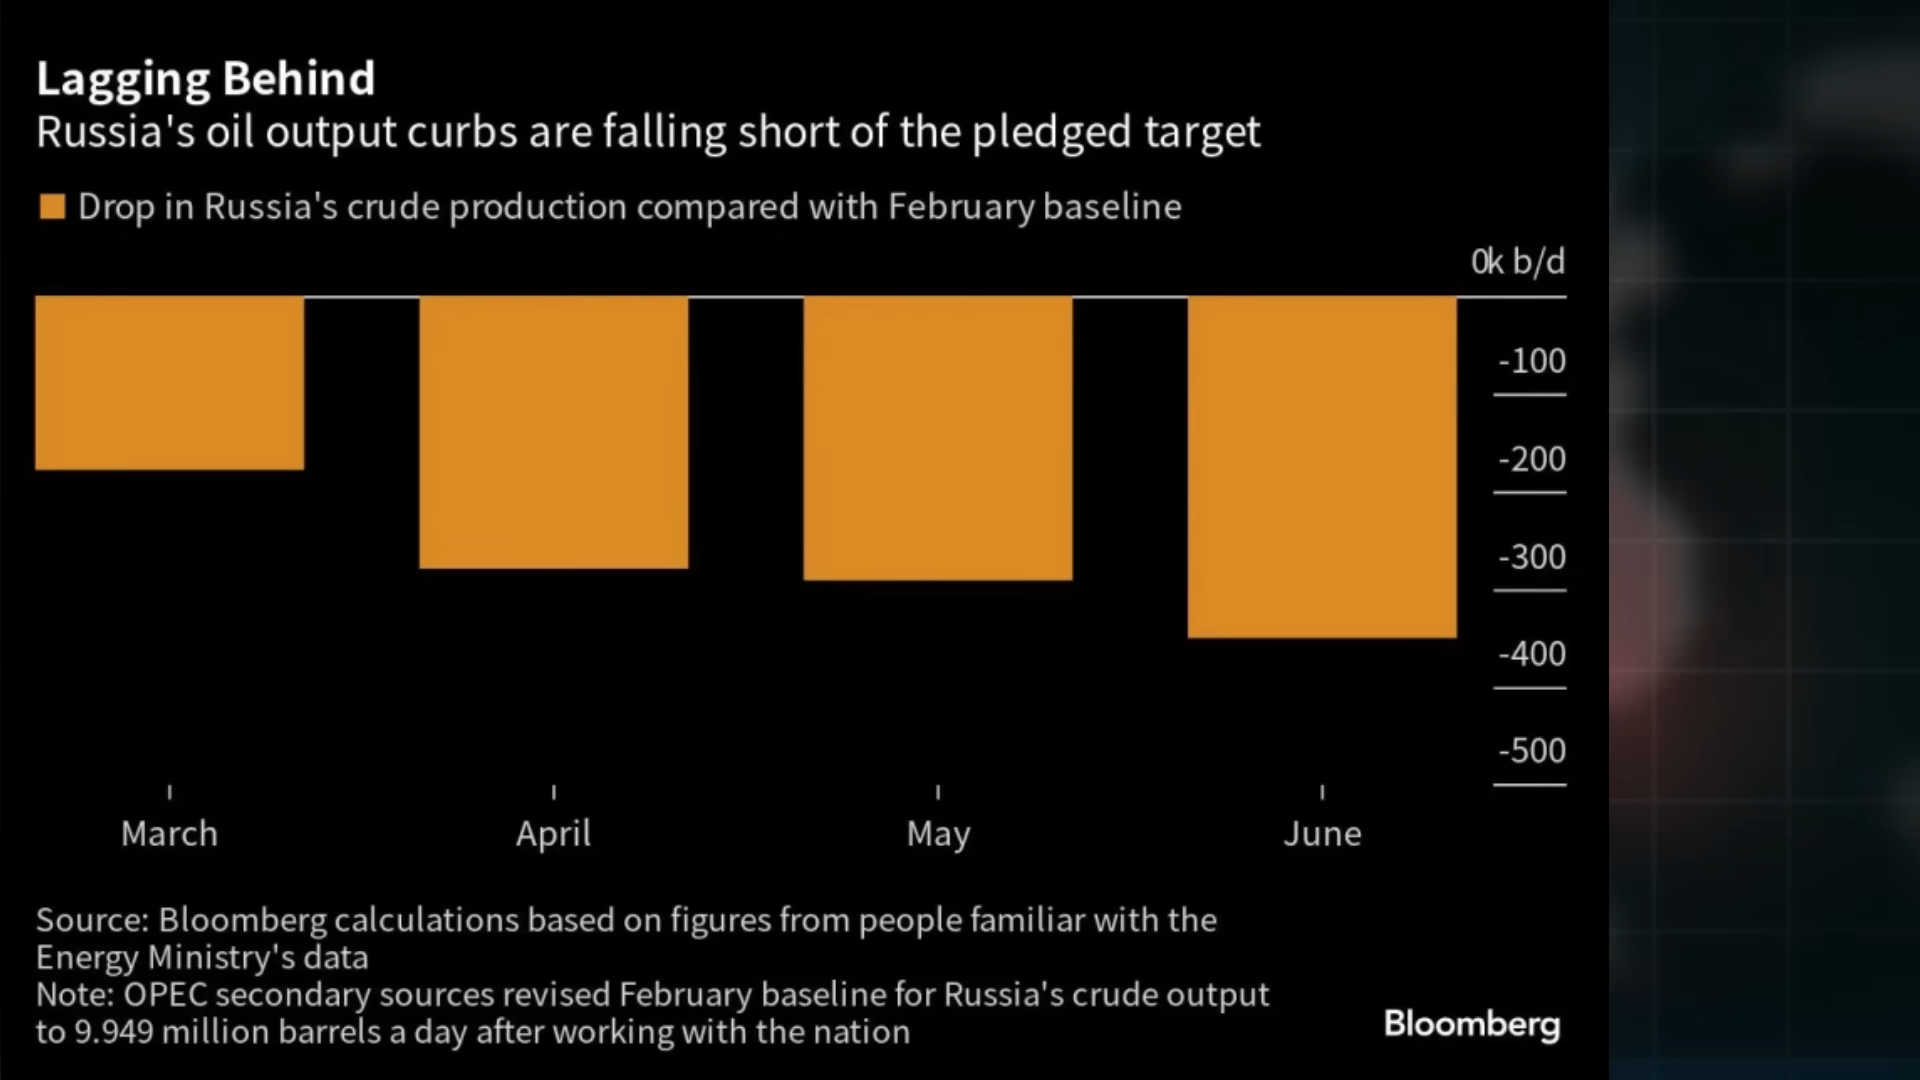 Lagging Behind
Russia's oil output curbs are falling short of the pledged target
Drop in Russia's crude production compared with February baseline
0k b/d
-100
-200
-300
-400
-500
March
April
May
June
Source: Bloomberg calculations based on figures from people familiar with the
Energy Ministry's data
Note: OPEC secondary sources revised February baseline for Russia's crude output
to 9.949 million barrels a day after working with the nation
Bloomberg